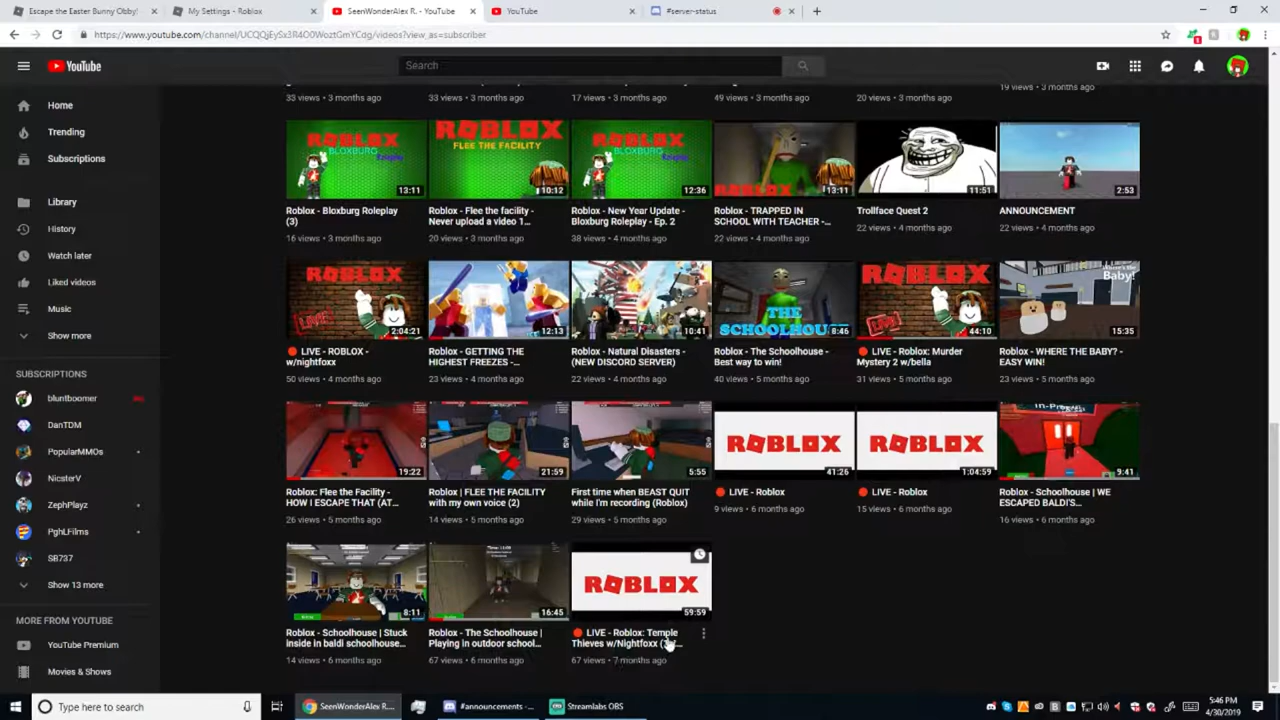 Escape the Easter Bunny Obby!
My Settings - Roblox
SeenWonderAlex R. - YouTube
YouTube
#server-status
https://www.youtube.com/channel/UCQQjEySx3R4O0WoztGmYCdg/videos?view_as=subscriber
YouTube
Search
Home
Trending
Subscriptions
Library
History
Watch later
Liked videos
Music
Show more
SUBSCRIPTIONS
bluntboomer
DanTDM
PopularMMOs
NicsterV
ZephPlayz
PghLFilms
SB737
Show 13 more
MORE FROM YOUTUBE
YouTube Premium
Movies & Shows
33 views • 3 months ago
33 views • 3 months ago
17 views • 3 months ago
49 views • 3 months ago
20 views • 3 months ago
19 views • 3 months ago
ROBLOX
BLOXBURG
Roleplay
13:11
ROBLOX
FLEE THE FACILITY
10:12
ROBLOX
BLOXBURG
Roleplay
12:36
ROBLOX
13:11
11:51
2:53
Roblox - Bloxburg Roleplay
(3)
16 views • 3 months ago
Roblox - Flee the facility -
Never upload a video 1...
20 views • 3 months ago
Roblox - New Year Update -
Bloxburg Roleplay - Ep. 2
38 views • 4 months ago
Roblox - TRAPPED IN
SCHOOL WITH TEACHER -...
22 views • 4 months ago
Trollface Quest 2
22 views • 4 months ago
ANNOUNCEMENT
22 views • 4 months ago
ROBLOX
LIVE
2:04:21
12:13
10:41
THE
SCHOOLHOUS
8:46
ROBLOX
LIVE
44:10
Where's the
Baby!
15:35
LIVE - ROBLOX -
w/nightfoxx
50 views • 4 months ago
Roblox - GETTING THE
HIGHEST FREEZES -...
23 views • 4 months ago
Roblox - Natural Disasters -
(NEW DISCORD SERVER)
22 views • 4 months ago
Roblox - The Schoolhouse -
Best way to win!
40 views • 5 months ago
LIVE - Roblox: Murder
Mystery 2 w/bella
31 views • 5 months ago
Roblox - WHERE THE BABY? -
EASY WIN!
23 views • 5 months ago
19:22
21:59
5:55
ROBLOX
41:26
ROBLOX
1:04:59
9:41
Roblox: Flee the Facility -
HOW I ESCAPE THAT (AT...
26 views • 5 months ago
Roblox | FLEE THE FACILITY
with my own voice (2)
14 views • 5 months ago
First time when BEAST QUIT
while I'm recording (Roblox)
29 views • 5 months ago
LIVE - Roblox
9 views • 6 months ago
LIVE - Roblox
15 views • 6 months ago
Roblox - Schoolhouse | WE
ESCAPED BALDI'S...
16 views • 6 months ago
8:11
16:45
ROBLOX
59:59
Roblox - Schoolhouse | Stuck
inside in baldi schoolhouse...
14 views • 6 months ago
Roblox - The Schoolhouse |
Playing in outdoor school...
67 views • 6 months ago
LIVE - Roblox: Temple
Thieves w/Nightfoxx
67 views • 7 months ago
Type here to search
SeenWonderAlex R...
#announcements -...
Streamlabs OBS
5:46 PM
4/30/2019